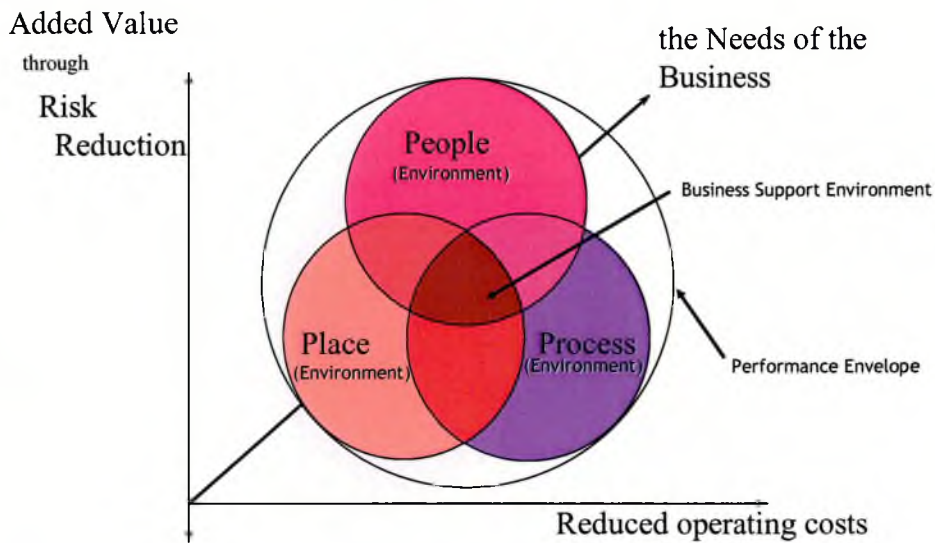 Added Value
through
Risk
Reduction
the Needs of the
Business
People
(Environment)
Business Support Environment
Place
(Environment)
Process
(Environment)
Performance Envelope
Reduced operating costs